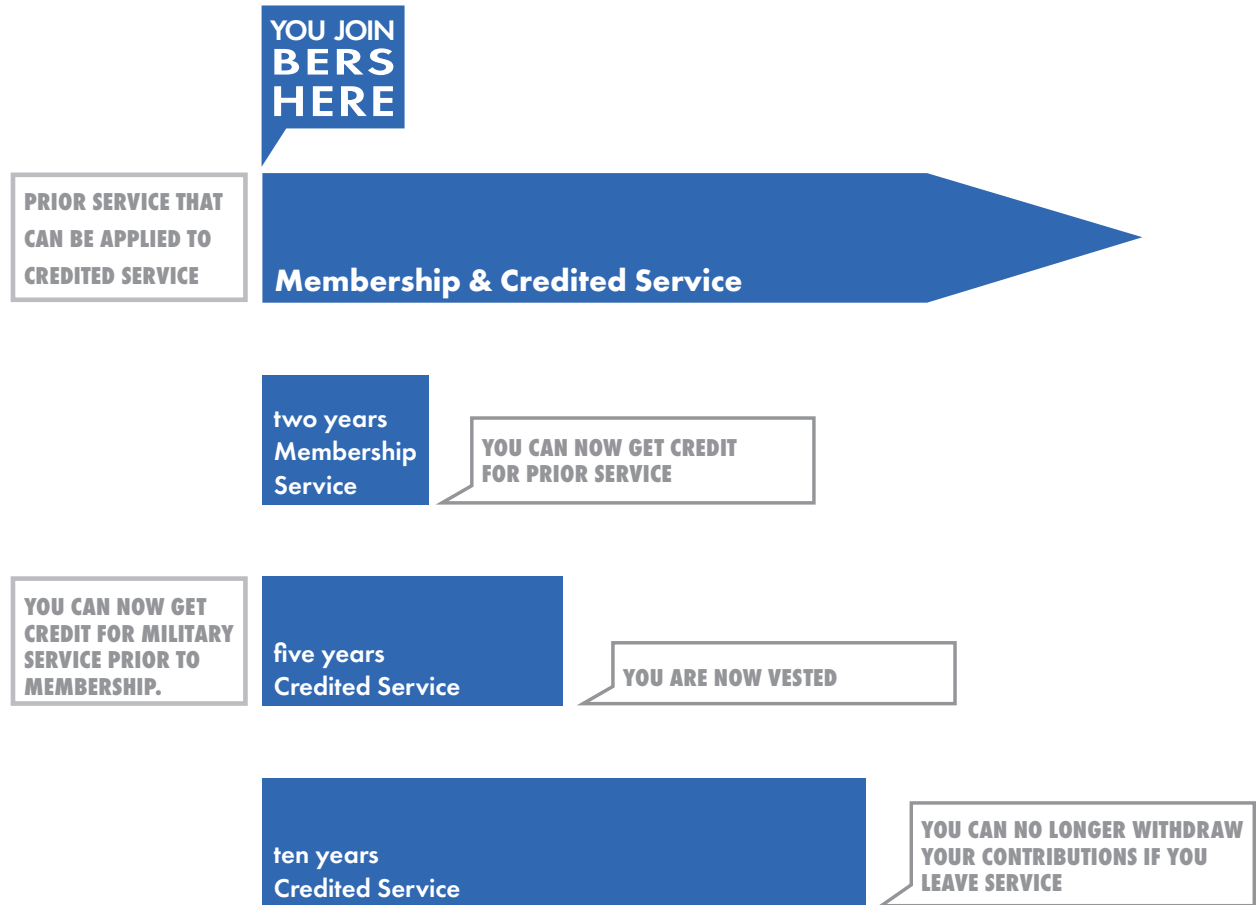 YOU JOIN
BERS
HERE
PRIOR SERVICE THAT
CAN BE APPLIED TO
CREDITED SERVICE
Membership & Credited Service
two years
Membership
Service
YOU CAN NOW GET CREDIT
FOR PRIOR SERVICE
YOU CAN NOW GET
CREDIT FOR MILITARY
SERVICE PRIOR TO
MEMBERSHIP.
five years
Credited Service
YOU ARE NOW VESTED
ten years
Credited Service
YOU CAN NO LONGER WITHDRAW
YOUR CONTRIBUTIONS IF YOU
LEAVE SERVICE